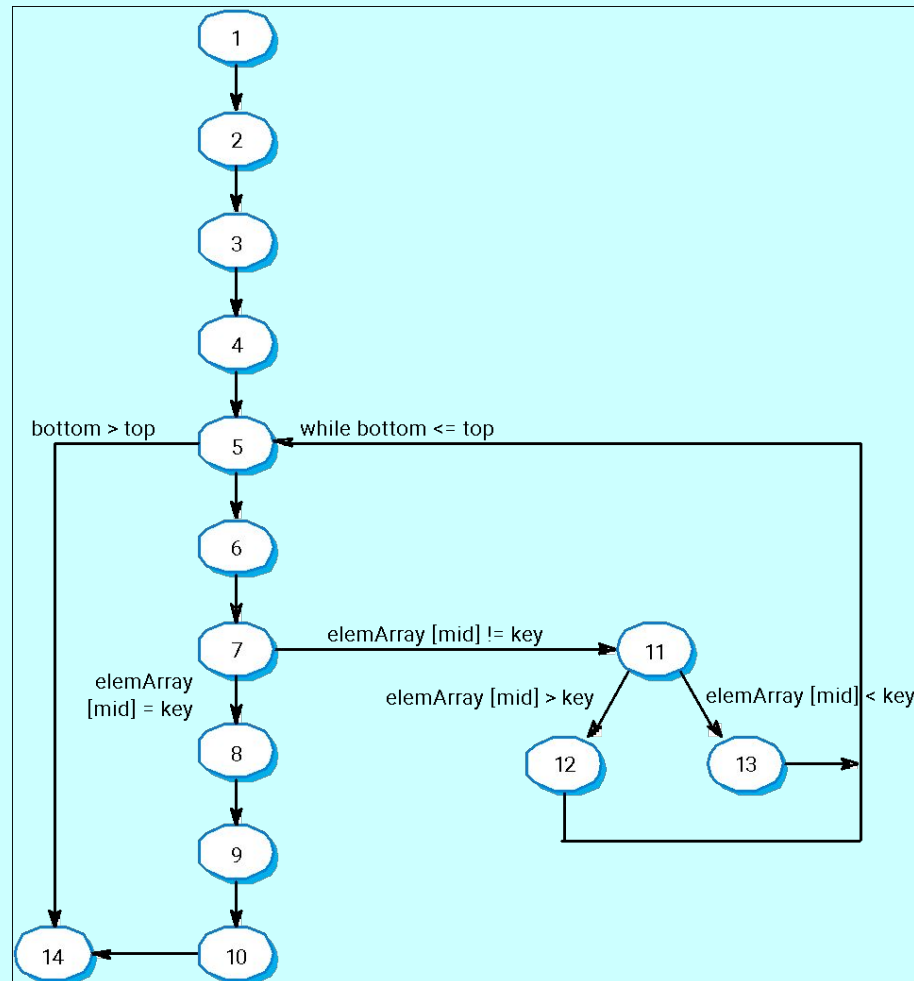 1
2
3
4
bottom > top
while bottom <= top
5
6
7
elemArray [mid] != key
11
elemArray
[mid] = key
elemArray [mid] > key
elemArray [mid] < key
8
12
13
9
14
10